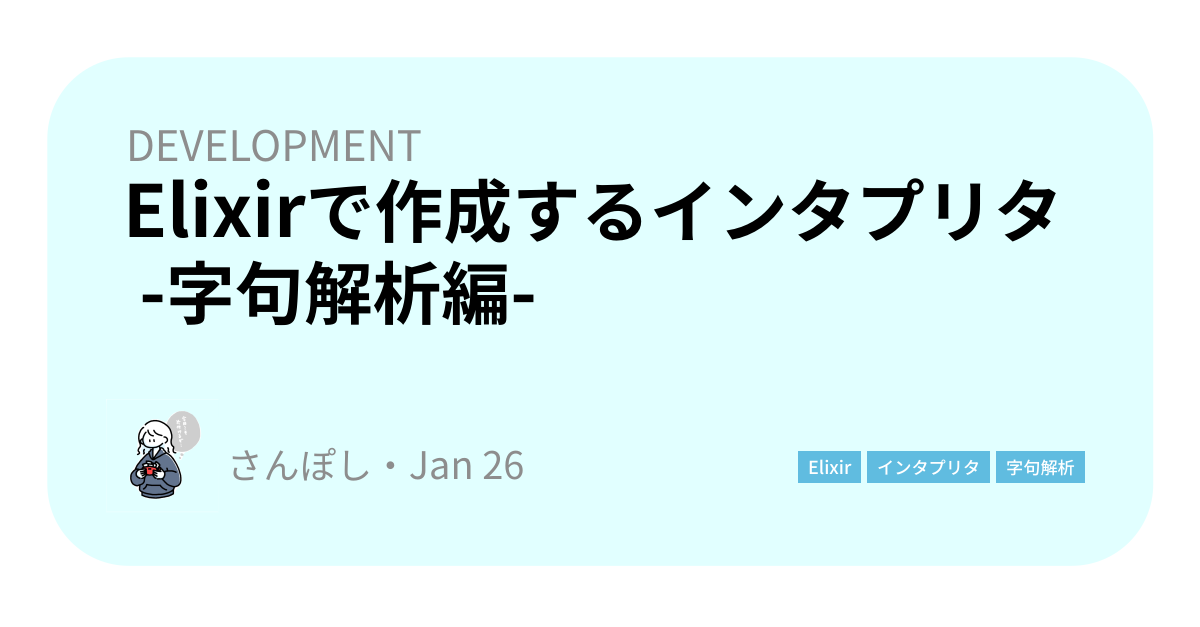 DEVELOPMENT
Elixirで作成するインタプリタ
-字句解析編-
さんぽし・Jan 26
Elixir
インタプリタ
字句解析